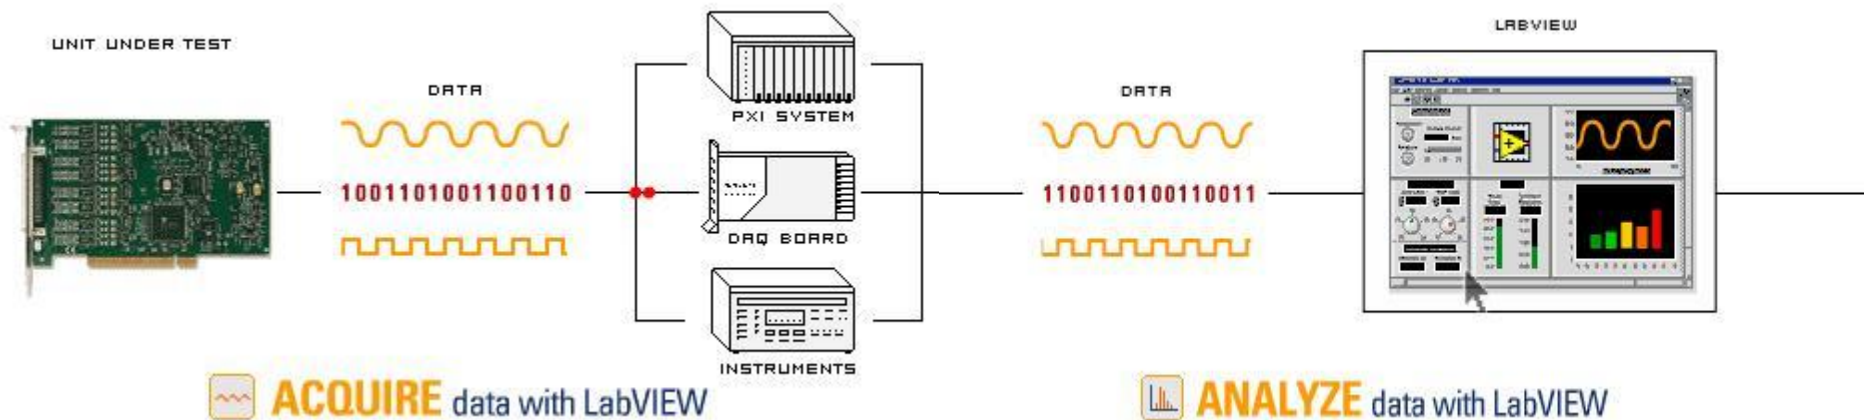 UNIT UNDER TEST
DATA
1001101001100110
PXI SYSTEM
DAQ BOARD
INSTRUMENTS
DATA
1100110100110011
LABVIEW
ACQUIRE data with LabVIEW
ANALYZE data with LabVIEW